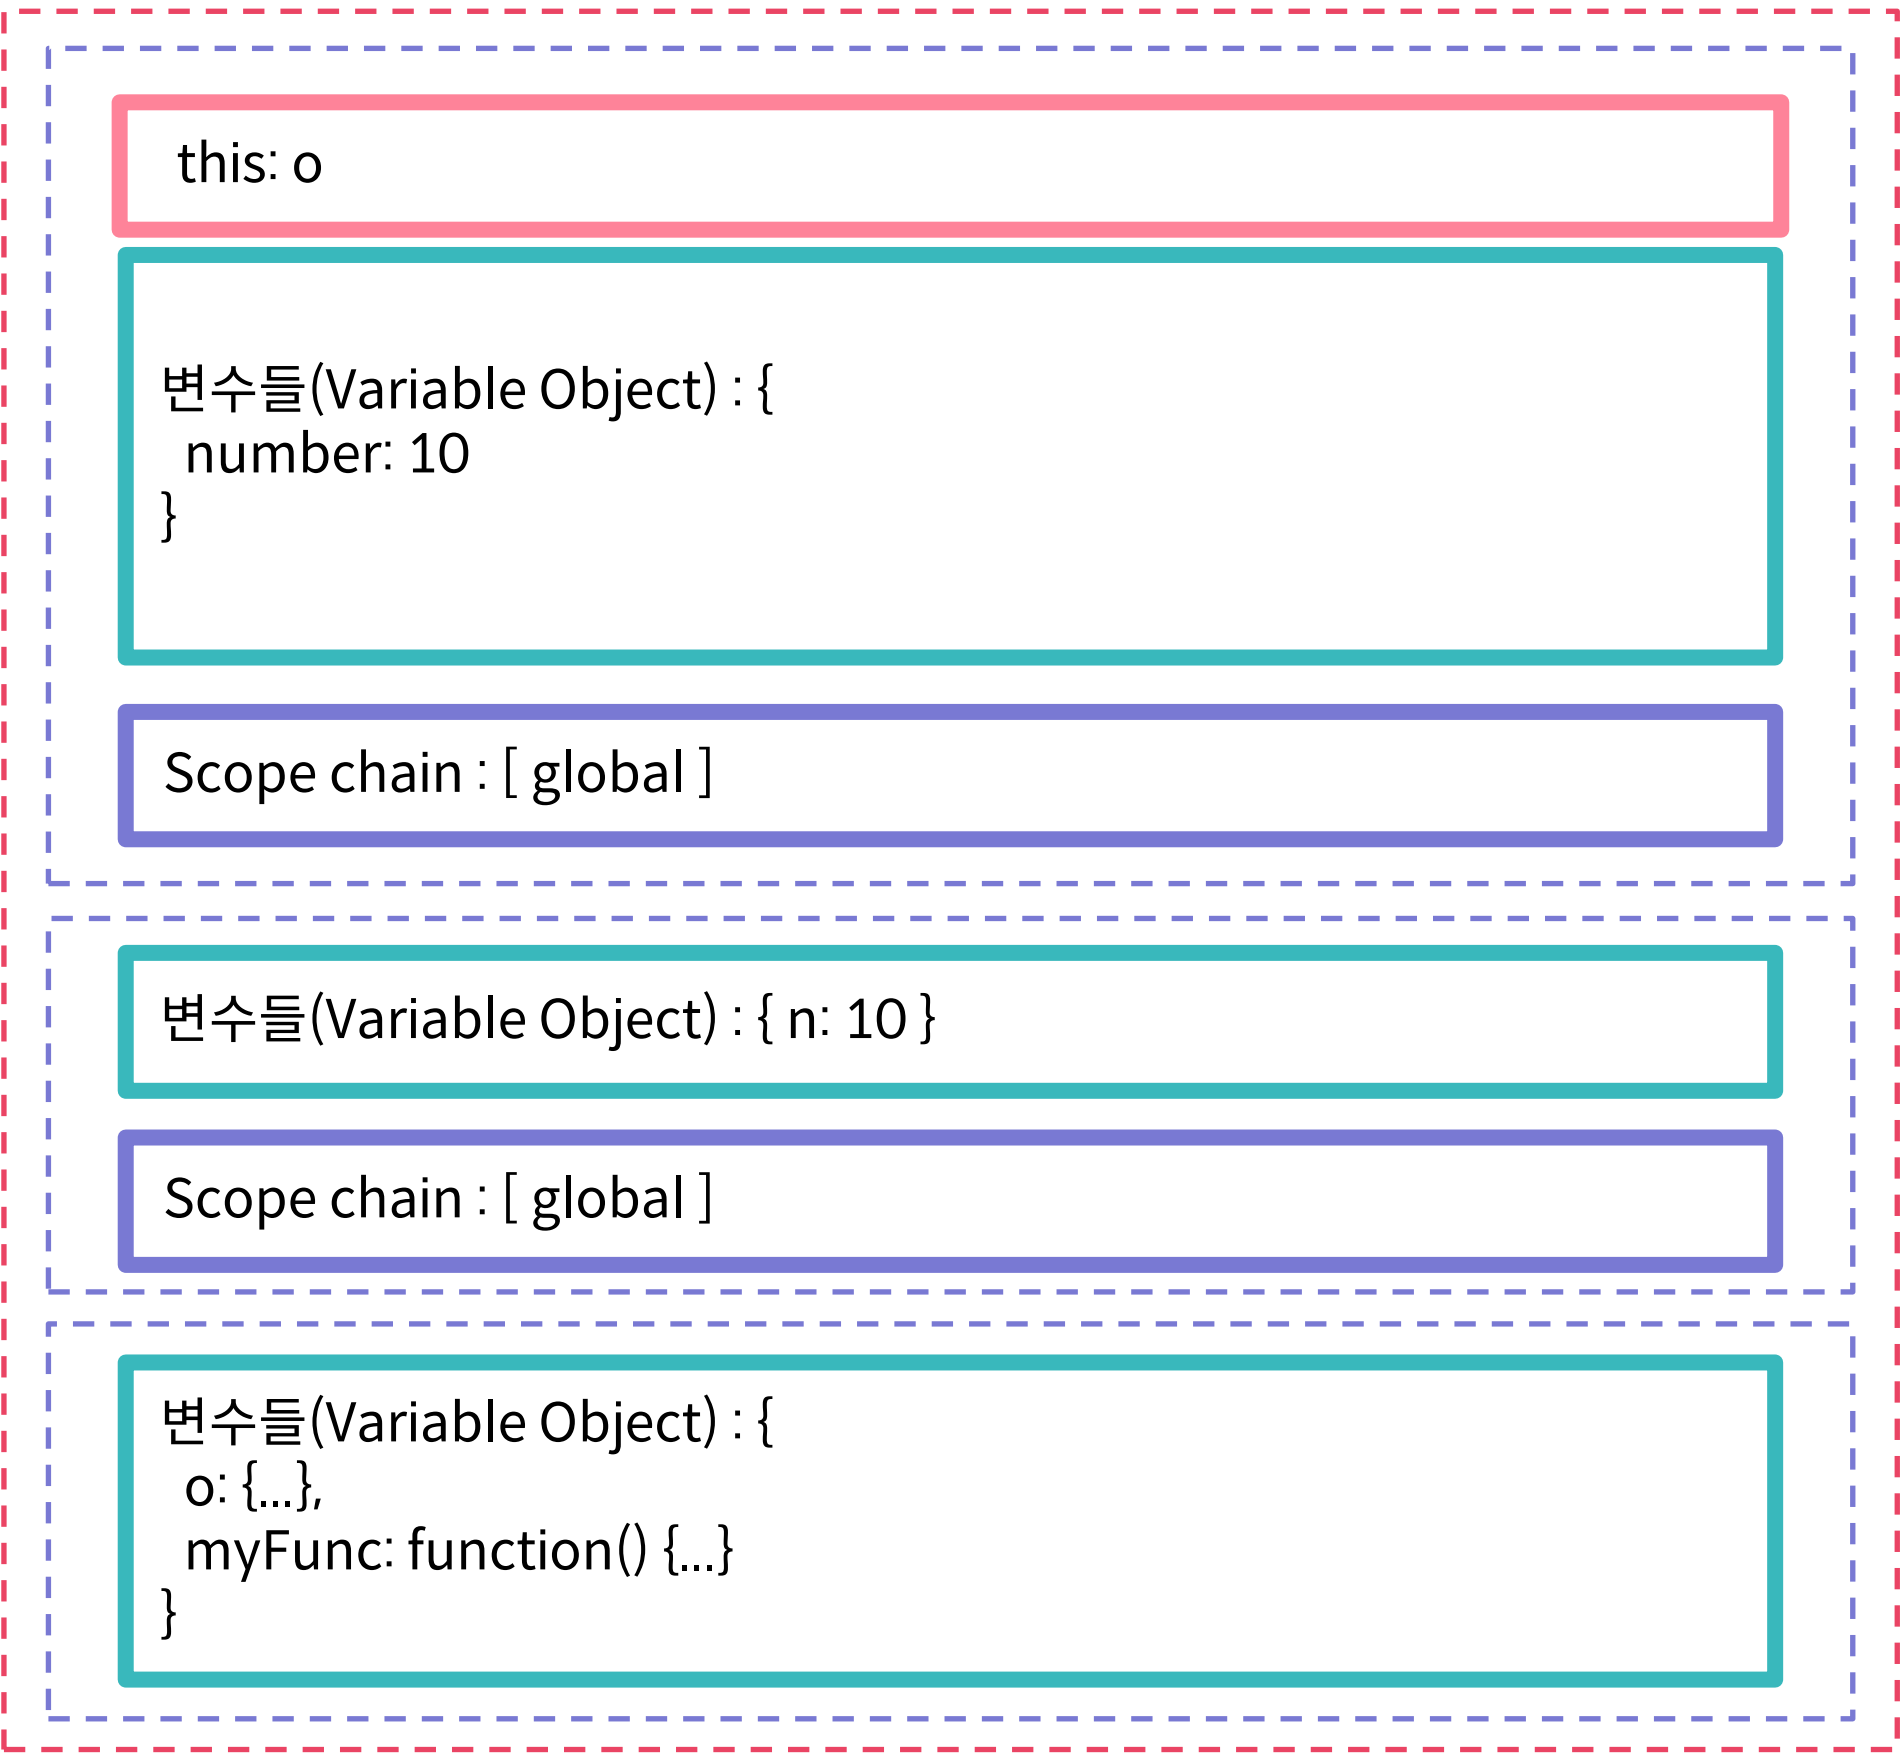 this: o
변수들(Variable Object) : {
number: 10
}
Scope chain : [ global ]
변수들(Variable Object) : { n: 10 }
Scope chain : [ global ]
변수들(Variable Object) : {
o: {...},
myFunc: function() {...}
}